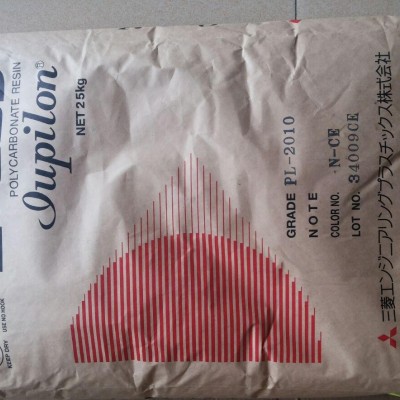 POLYCARBONATE RESIN
Iupilon®
NET 25kg
GRADE PL-2010
NOTE
COLOR NO. N-CE
LOT NO. 34009CE
三菱エンジニアリングプラスチックス株式会社
KEEP DRY
USE NO HOOK